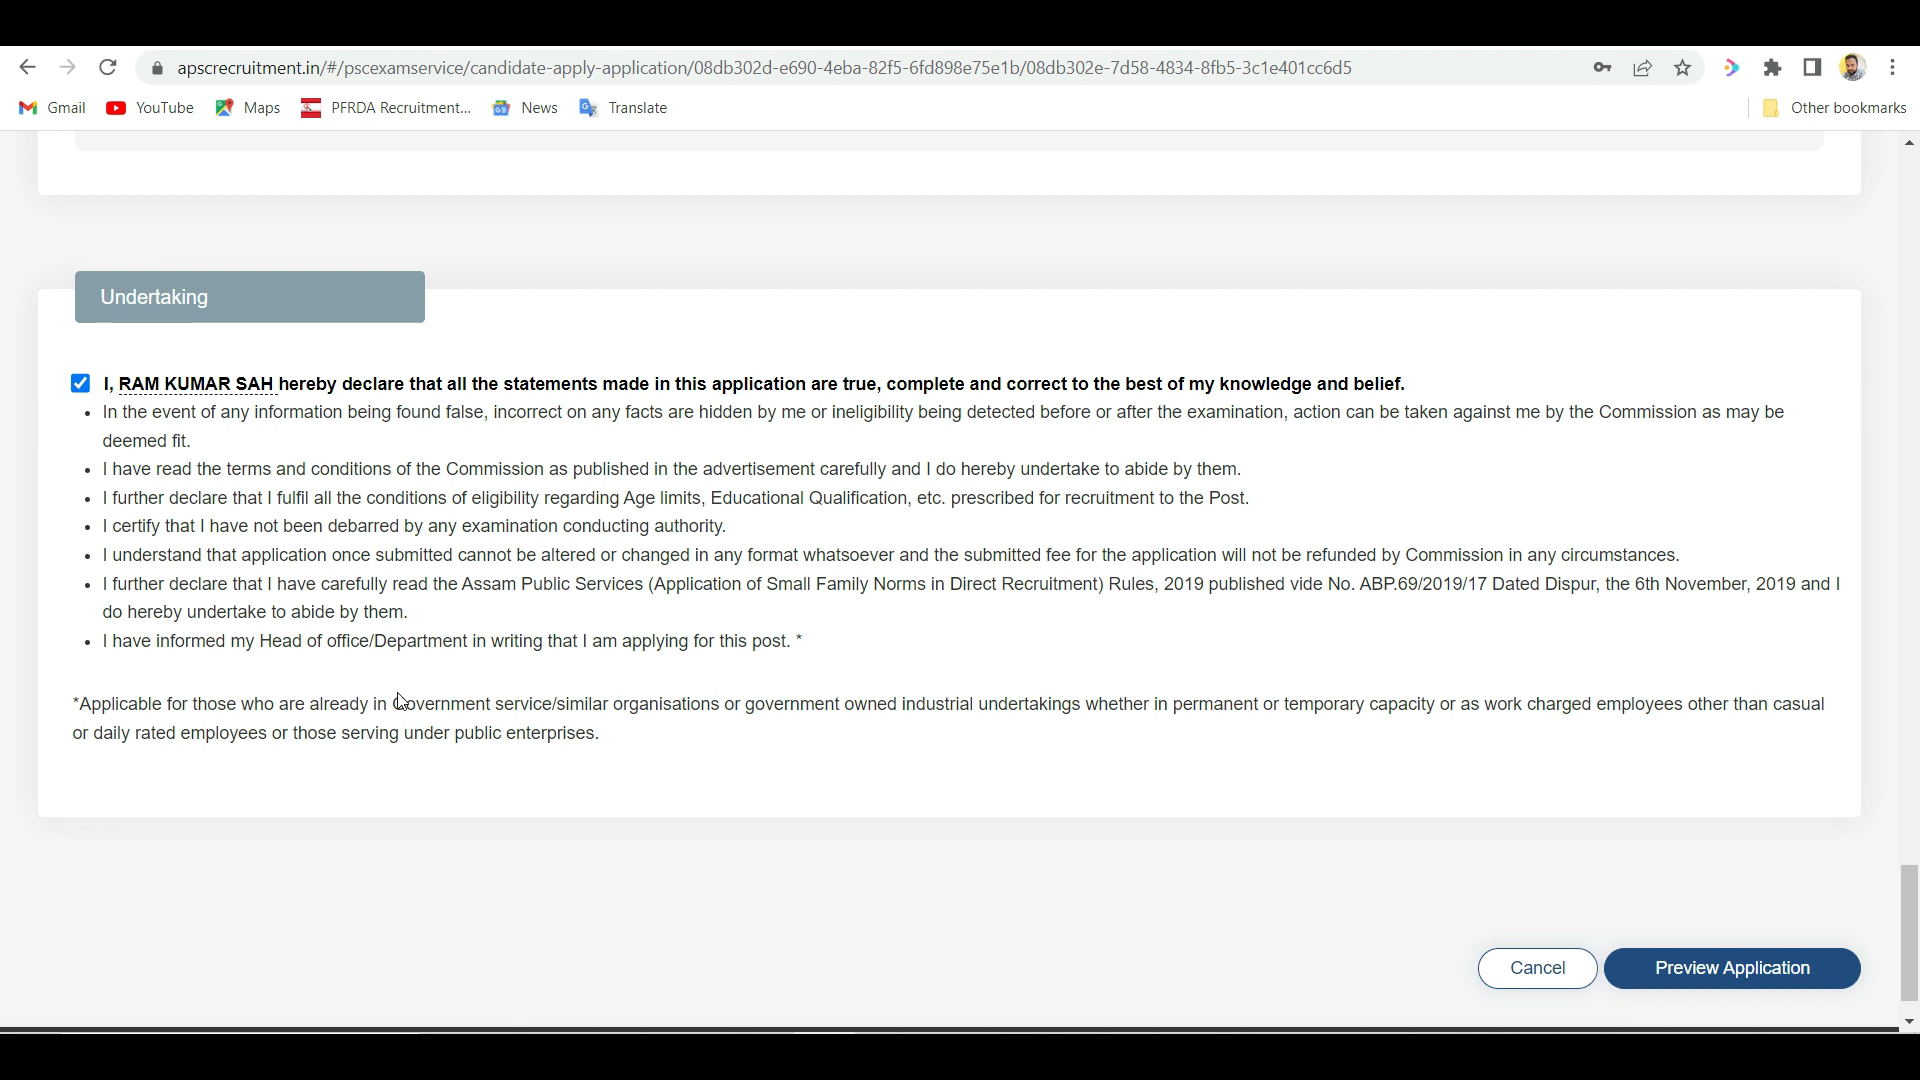 apscrecruitment.in/#/pscexamservice/candidate-apply-application/08db302d-e690-4eba-82f5-6fd898e75e1b/08db302e-7d58-4834-8fb5-3c1e401cc6d5
Gmail YouTube Maps PFRDA Recruitment... News Translate Other bookmarks
Undertaking
I, RAM KUMAR SAH hereby declare that all the statements made in this application are true, complete and correct to the best of my knowledge and belief.
• In the event of any information being found false, incorrect on any facts are hidden by me or ineligibility being detected before or after the examination, action can be taken against me by the Commission as may be
deemed fit.
• I have read the terms and conditions of the Commission as published in the advertisement carefully and I do hereby undertake to abide by them.
• I further declare that I fulfil all the conditions of eligibility regarding Age limits, Educational Qualification, etc. prescribed for recruitment to the Post.
• I certify that I have not been debarred by any examination conducting authority.
• I understand that application once submitted cannot be altered or changed in any format whatsoever and the submitted fee for the application will not be refunded by Commission in any circumstances.
• I further declare that I have carefully read the Assam Public Services (Application of Small Family Norms in Direct Recruitment) Rules, 2019 published vide No. ABP.69/2019/17 Dated Dispur, the 6th November, 2019 and I
do hereby undertake to abide by them.
• I have informed my Head of office/Department in writing that I am applying for this post. *
*Applicable for those who are already in Government service/similar organisations or government owned industrial undertakings whether in permanent or temporary capacity or as work charged employees other than casual
or daily rated employees or those serving under public enterprises.
Cancel Preview Application